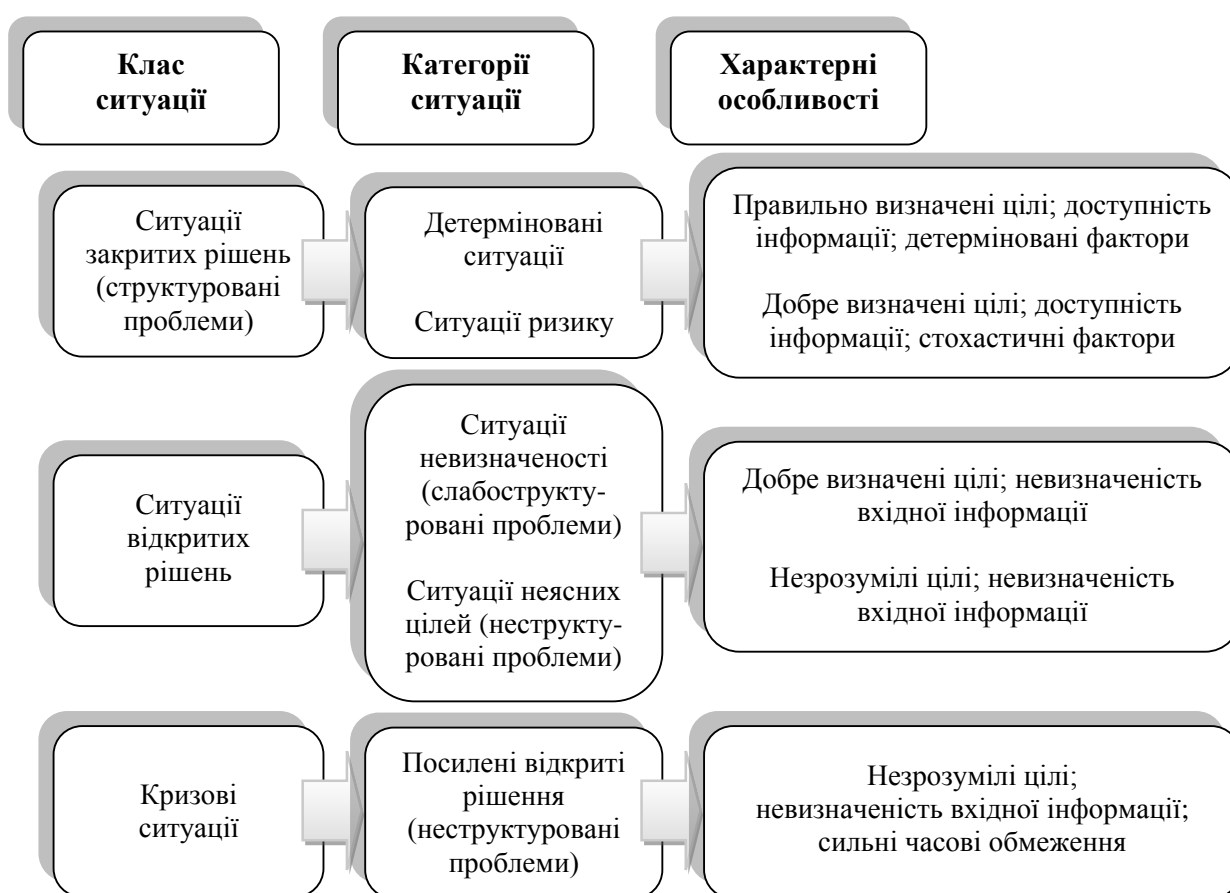 Клас
ситуації
Категорії
ситуації
Характерні
особливості
Ситуації
закритих рішень
(структуровані
проблеми)
Детерміновані
ситуації
Ситуації ризику
Правильно визначені цілі; доступність
інформації; детерміновані фактори
Добре визначені цілі; доступність
інформації; стохастичні фактори
Ситуації
відкритих
рішень
Ситуації
невизначеності
(слабострукту-
ровані проблеми)
Ситуації неясних
цілей (неструкту-
ровані проблеми)
Добре визначені цілі; невизначеність
вхідної інформації
Незрозумілі цілі; невизначеність
вхідної інформації
Кризові
ситуації
Посилені відкриті
рішення
(неструктуровані
проблеми)
Незрозумілі цілі;
невизначеність вхідної інформації;
сильні часові обмеження